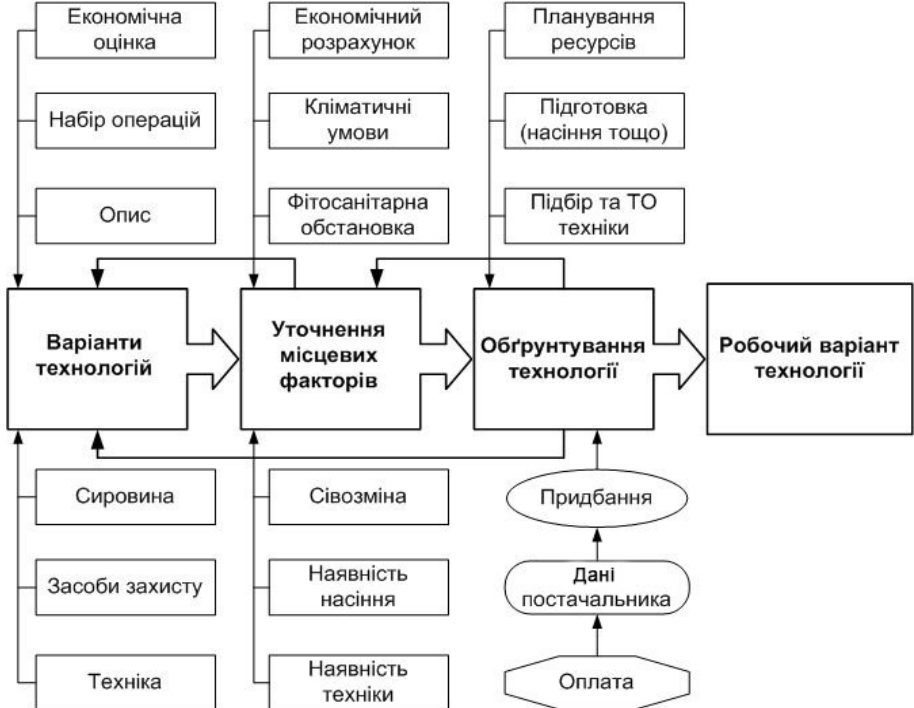 Економічна
оцінка
Економічний
розрахунок
Планування
ресурсів
Набір операцій
Кліматичні
умови
Підготовка
(насіння тощо)
Опис
Фітосанітарна
обстановка
Підбір та ТО
техніки
Варіанти
технологій
Уточнення
місцевих
факторів
Обґрунтування
технології
Робочий варіант
технології
Сировина
Сівозміна
Придбання
Засоби захисту
Наявність
насіння
Дані
постачальника
Техніка
Наявність
техніки
Оплата